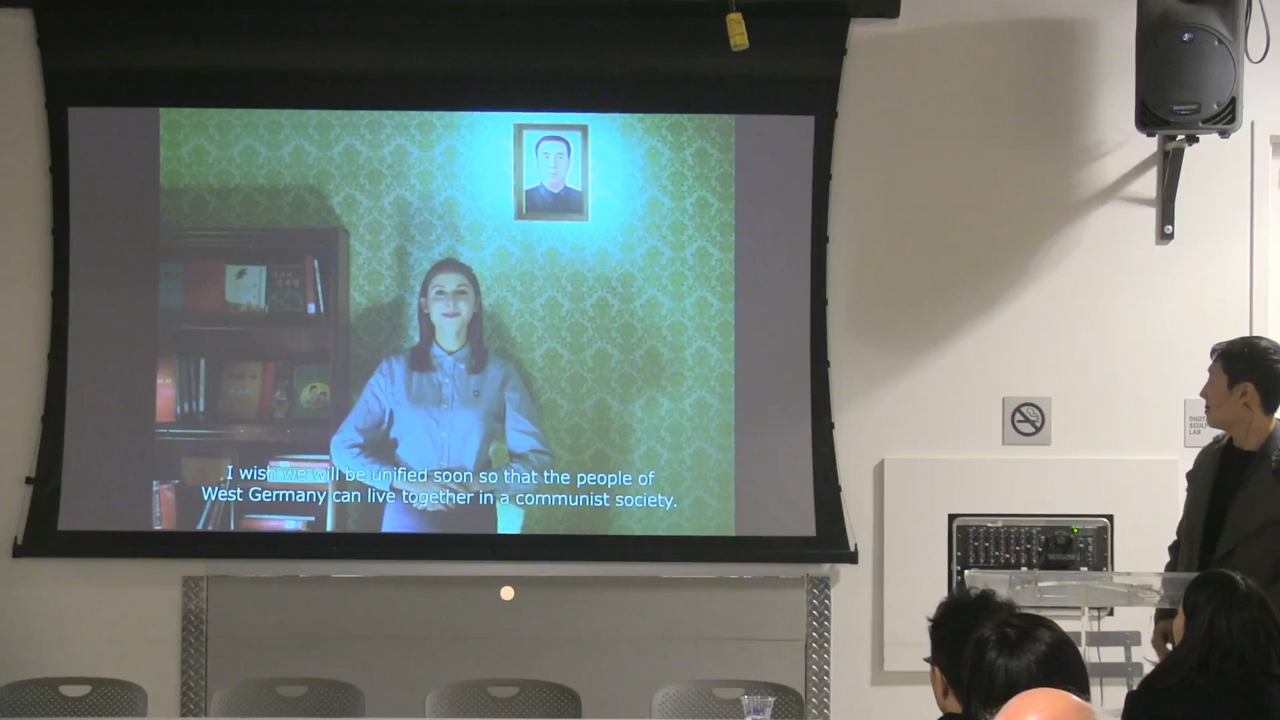 I wish we will be unified soon so that the people of
West Germany can live together in a communist society.
LAB